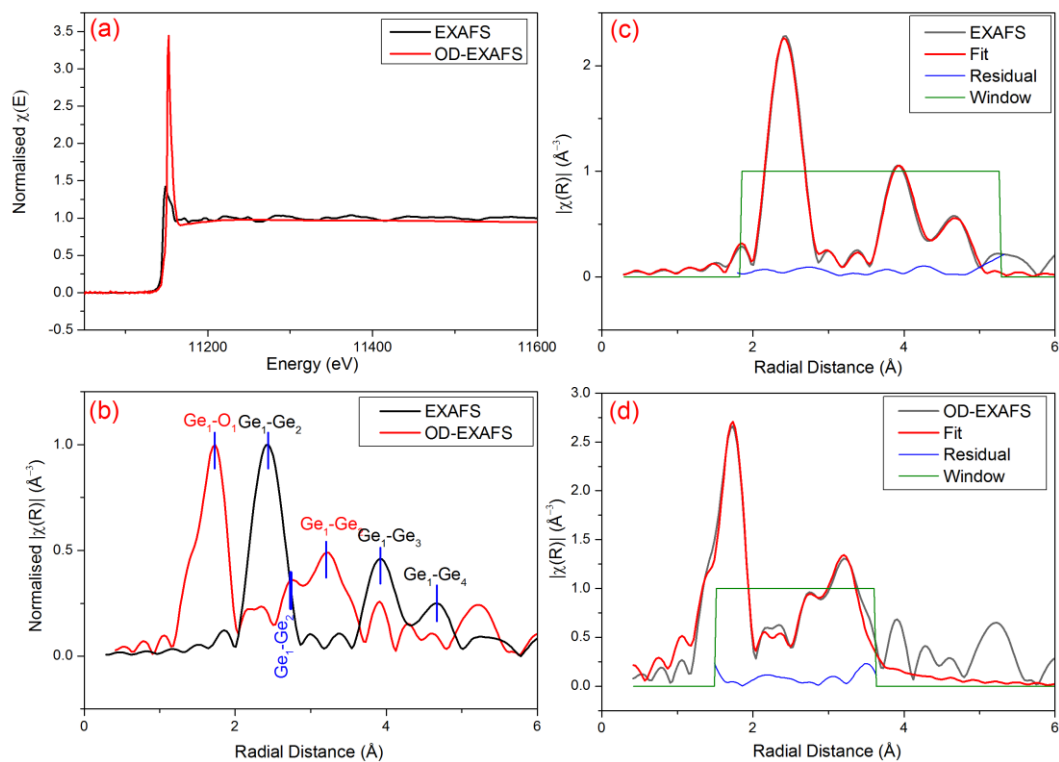 (a)
EXAFS
OD-EXAFS
Normalised χ(E)
3.5
3.0
2.5
2.0
1.5
1.0
0.5
0.0
-0.5
11200
11400
11600
Energy (eV)
(c)
EXAFS
Fit
Residual
Window
|χ(R)| (Å⁻³)
2
1
0
0
2
4
6
Radial Distance (Å)
(b)
EXAFS
OD-EXAFS
Ge₁-O₁
Ge₁-Ge₂
Ge₁-Ge₃
Ge₁-Ge₄
Ge₁-Ge₂
Normalised |χ(R)| (Å⁻³)
1.0
0.5
0.0
0
2
4
6
Radial Distance (Å)
(d)
OD-EXAFS
Fit
Residual
Window
|χ(R)| (Å⁻³)
3.0
2.5
2.0
1.5
1.0
0.5
0.0
0
2
4
6
Radial Distance (Å)